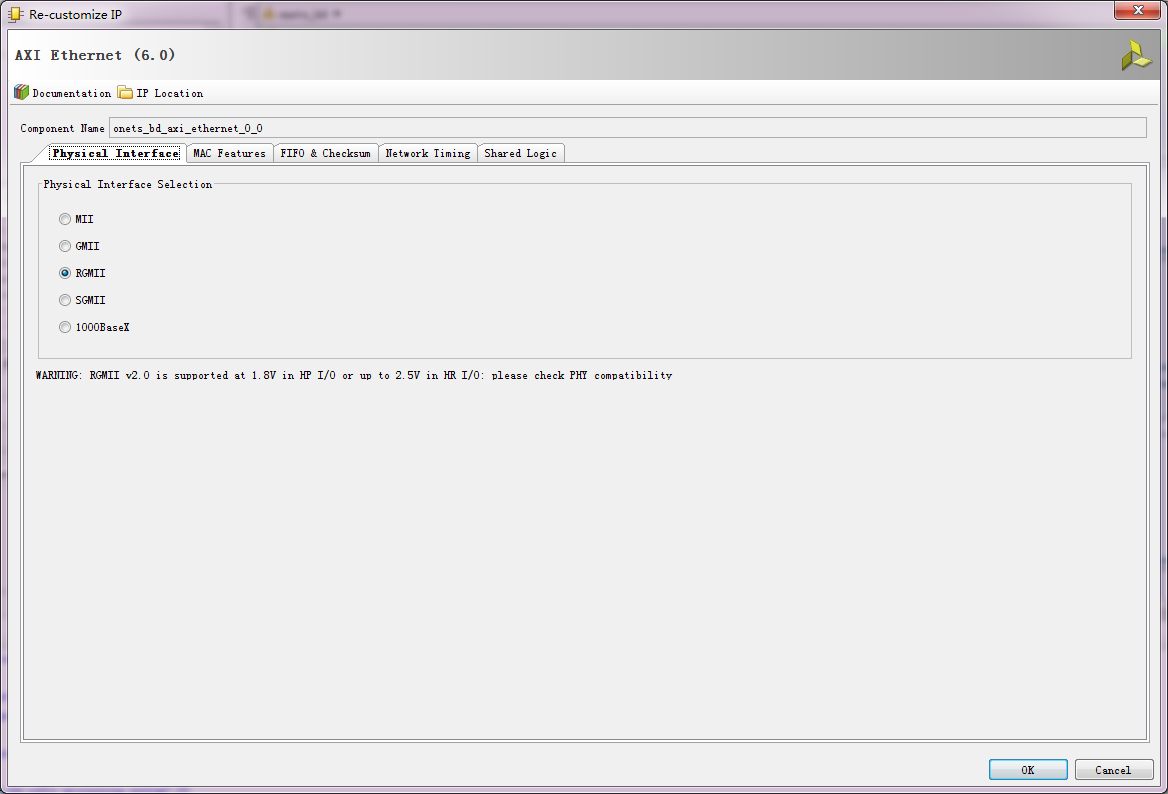 Re-customize IP
AXI Ethernet (6.0)
Documentation IP Location
Component Name onets_bd_axi_ethernet_0_0
Physical Interface MAC Features FIFO & Checksum Network Timing Shared Logic
Physical Interface Selection
MII
GMII
RGMII
SGMII
1000BaseX
WARNING: RGMII v2.0 is supported at 1.8V in HP I/O or up to 2.5V in HR I/O: please check PHY compatibility
OK Cancel